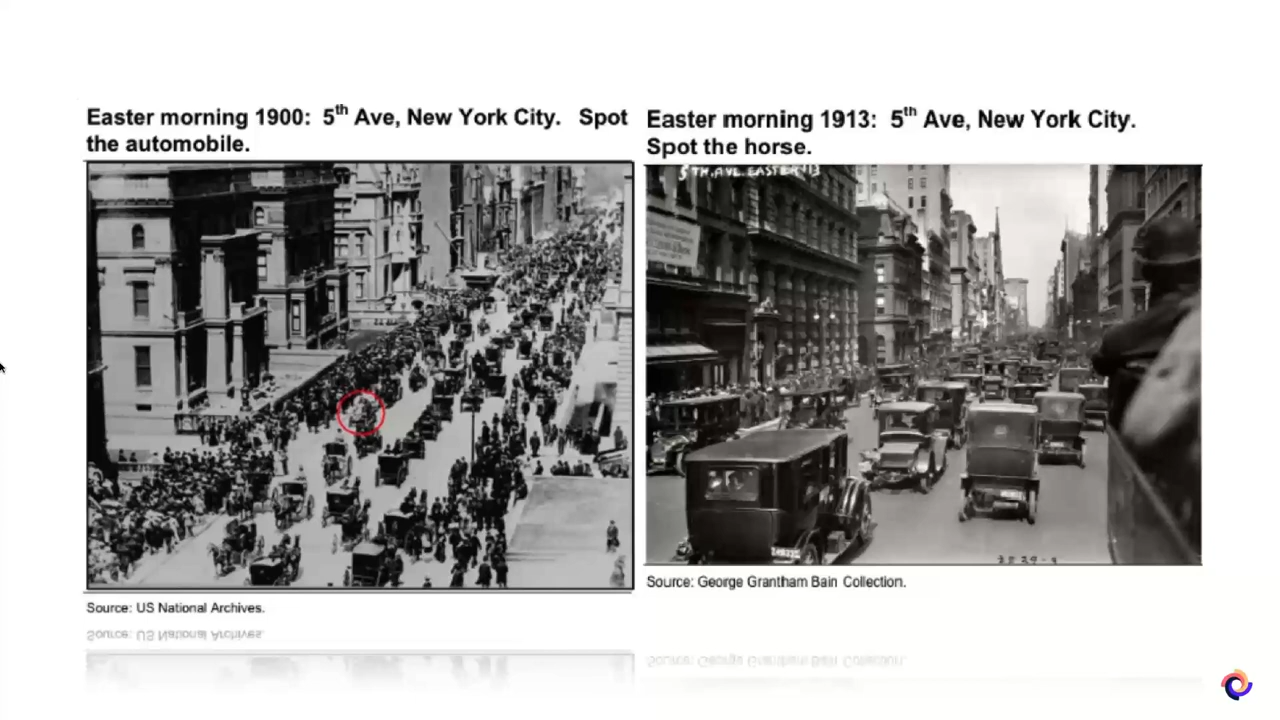 Easter morning 1900: 5th Ave, New York City. Spot
the automobile.
Easter morning 1913: 5th Ave, New York City.
Spot the horse.
5TH. AVE. EASTER '13
Source: US National Archives.
Source: George Grantham Bain Collection.